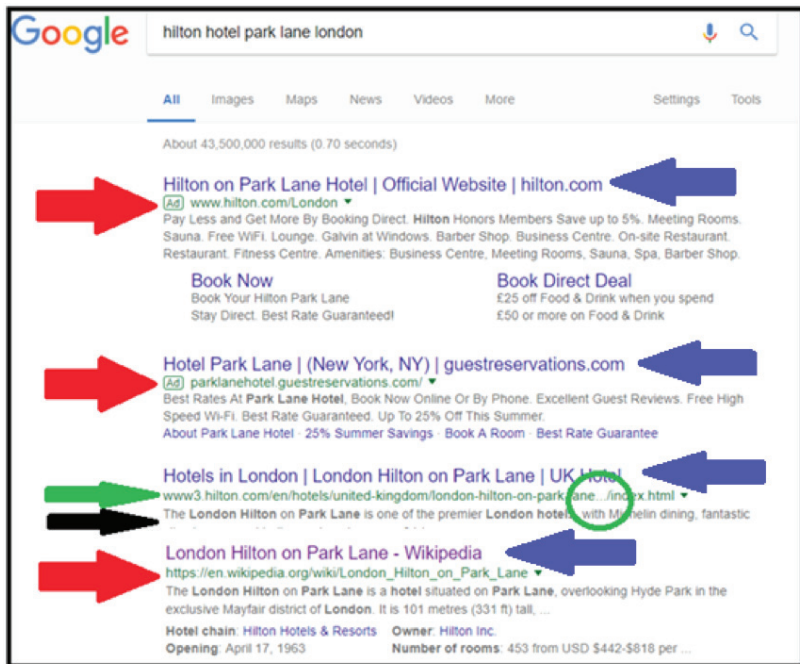 Google hilton hotel park lane london
All Images Maps News Videos More Settings Tools
About 43,500,000 results (0.70 seconds)
Hilton on Park Lane Hotel | Official Website | hilton.com
Ad www.hilton.com/London
Pay Less and Get More By Booking Direct. Hilton Honors Members Save up to 5%. Meeting Rooms.
Sauna. Free WiFi. Lounge. Galvin at Windows. Barber Shop. Business Centre. On-site Restaurant.
Restaurant. Fitness Centre. Amenities: Business Centre, Meeting Rooms, Sauna, Spa, Barber Shop.
Book Now Book Direct Deal
Book Your Hilton Park Lane £25 off Food & Drink when you spend
Stay Direct. Best Rate Guaranteed! £50 or more on Food & Drink
Hotel Park Lane | (New York, NY) | guestreservations.com
Ad parklanehotel.guestreservations.com/
Best Rates At Park Lane Hotel, Book Now Online Or By Phone. Excellent Guest Reviews. Free High
Speed Wi-Fi. Best Rate Guaranteed. Up To 25% Off This Summer.
About Park Lane Hotel · 25% Summer Savings · Book A Room · Best Rate Guarantee
Hotels in London | London Hilton on Park Lane | UK Hotel
www3.hilton.com/en/hotels/united-kingdom/london-hilton-on-park-lane.../index.html
The London Hilton on Park Lane is one of the premier London hotels, with Michelin dining, fantastic
London Hilton on Park Lane - Wikipedia
https://en.wikipedia.org/wiki/London_Hilton_on_Park_Lane
The London Hilton on Park Lane is a hotel situated on Park Lane, overlooking Hyde Park in the
exclusive Mayfair district of London. It is 101 metres (331 ft) tall, ...
Hotel chain: Hilton Hotels & Resorts Owner: Hilton Inc.
Opening: April 17, 1963 Number of rooms: 453 from USD $442-$818 per ...